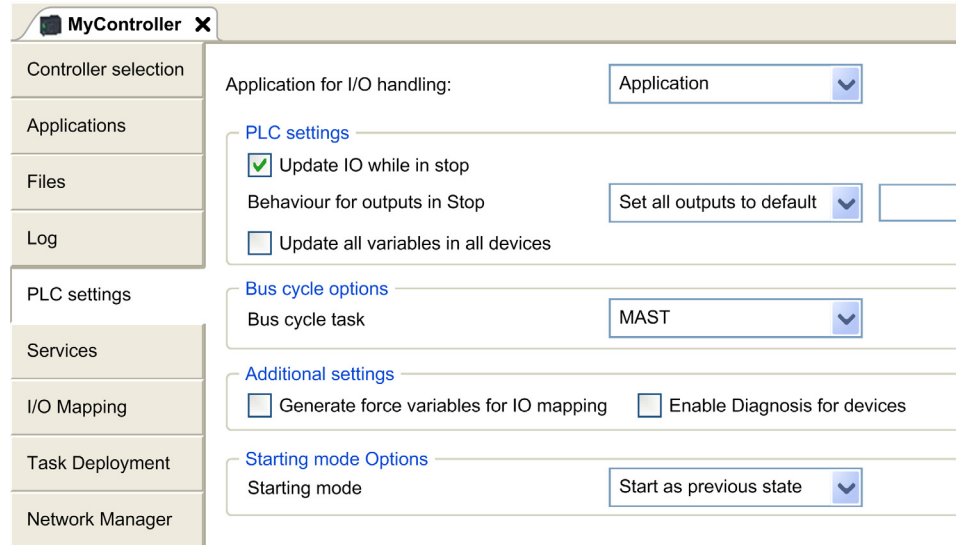 MyController
Controller selection
Applications
Files
Log
PLC settings
Services
I/O Mapping
Task Deployment
Network Manager
Application for I/O handling: Application
PLC settings
Update IO while in stop
Behaviour for outputs in Stop Set all outputs to default
Update all variables in all devices
Bus cycle options
Bus cycle task MAST
Additional settings
Generate force variables for IO mapping Enable Diagnosis for devices
Starting mode Options
Starting mode Start as previous state